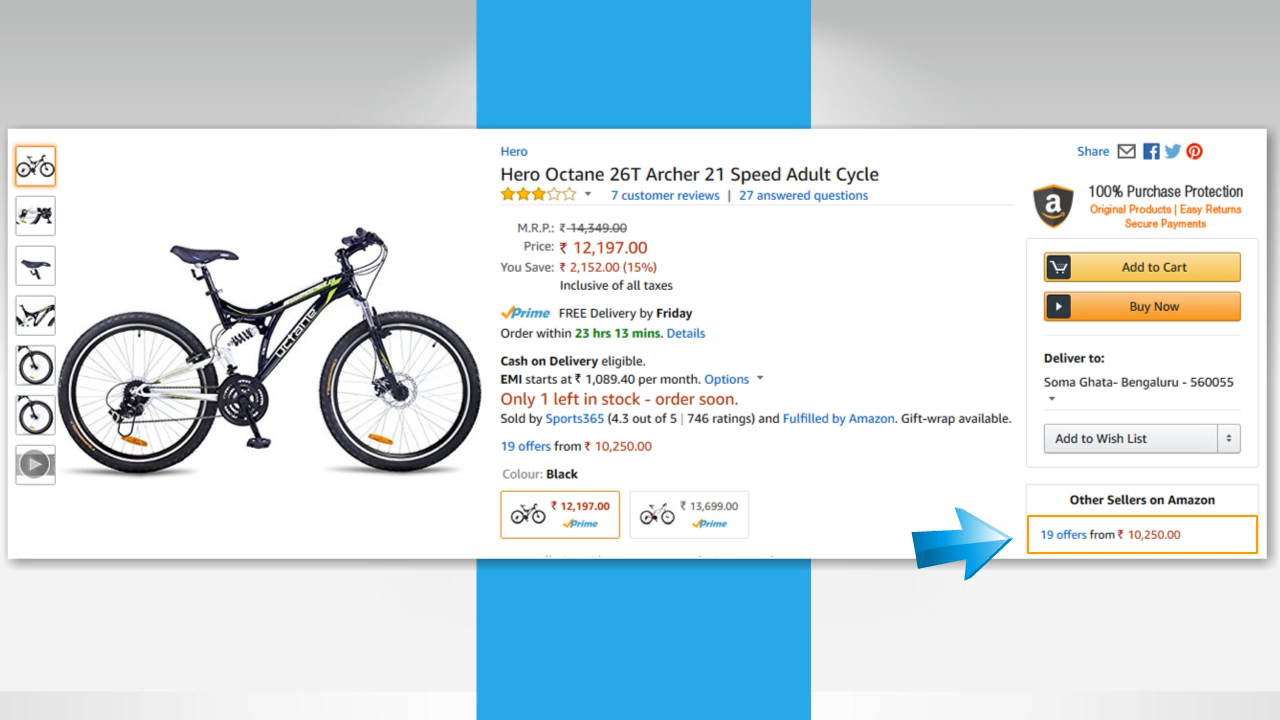 Hero
Hero Octane 26T Archer 21 Speed Adult Cycle
7 customer reviews | 27 answered questions
M.R.P.: ₹ 14,349.00
Price: ₹ 12,197.00
You Save: ₹ 2,152.00 (15%)
Inclusive of all taxes
Prime FREE Delivery by Friday
Order within 23 hrs 13 mins. Details
Cash on Delivery eligible.
EMI starts at ₹ 1,089.40 per month. Options
Only 1 left in stock - order soon.
Sold by Sports365 (4.3 out of 5 | 746 ratings) and Fulfilled by Amazon. Gift-wrap available.
19 offers from ₹ 10,250.00
Colour: Black
₹ 12,197.00
Prime
₹ 13,699.00
Prime
octane
Share
a
100% Purchase Protection
Original Products | Easy Returns
Secure Payments
Add to Cart
Buy Now
Deliver to:
Soma Ghata- Bengaluru - 560055
Add to Wish List
Other Sellers on Amazon
19 offers from ₹ 10,250.00